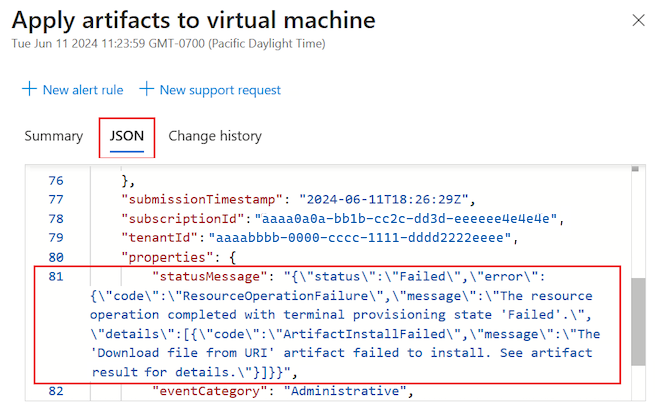 Apply artifacts to virtual machine
Tue Jun 11 2024 11:23:59 GMT-0700 (Pacific Daylight Time)
New alert rule New support request
Summary JSON Change history
76 },
77 "submissionTimestamp": "2024-06-11T18:26:29Z",
78 "subscriptionId":"aaaa0a0a-bb1b-cc2c-dd3d-eeeeee4e4e4e",
79 "tenantId":"aaaabbbb-0000-cccc-1111-dddd2222eeee",
80 "properties": {
81 "statusMessage": "{\"status\":\"Failed\",\"error\":
{\"code\":\"ResourceOperationFailure\",\"message\":\"The resource
operation completed with terminal provisioning state 'Failed'.\",
\"details\":[{\"code\":\"ArtifactInstallFailed\",\"message\":\"The
'Download file from URI' artifact failed to install. See artifact
result for details.\"}]}}",
82 "eventCategory": "Administrative",